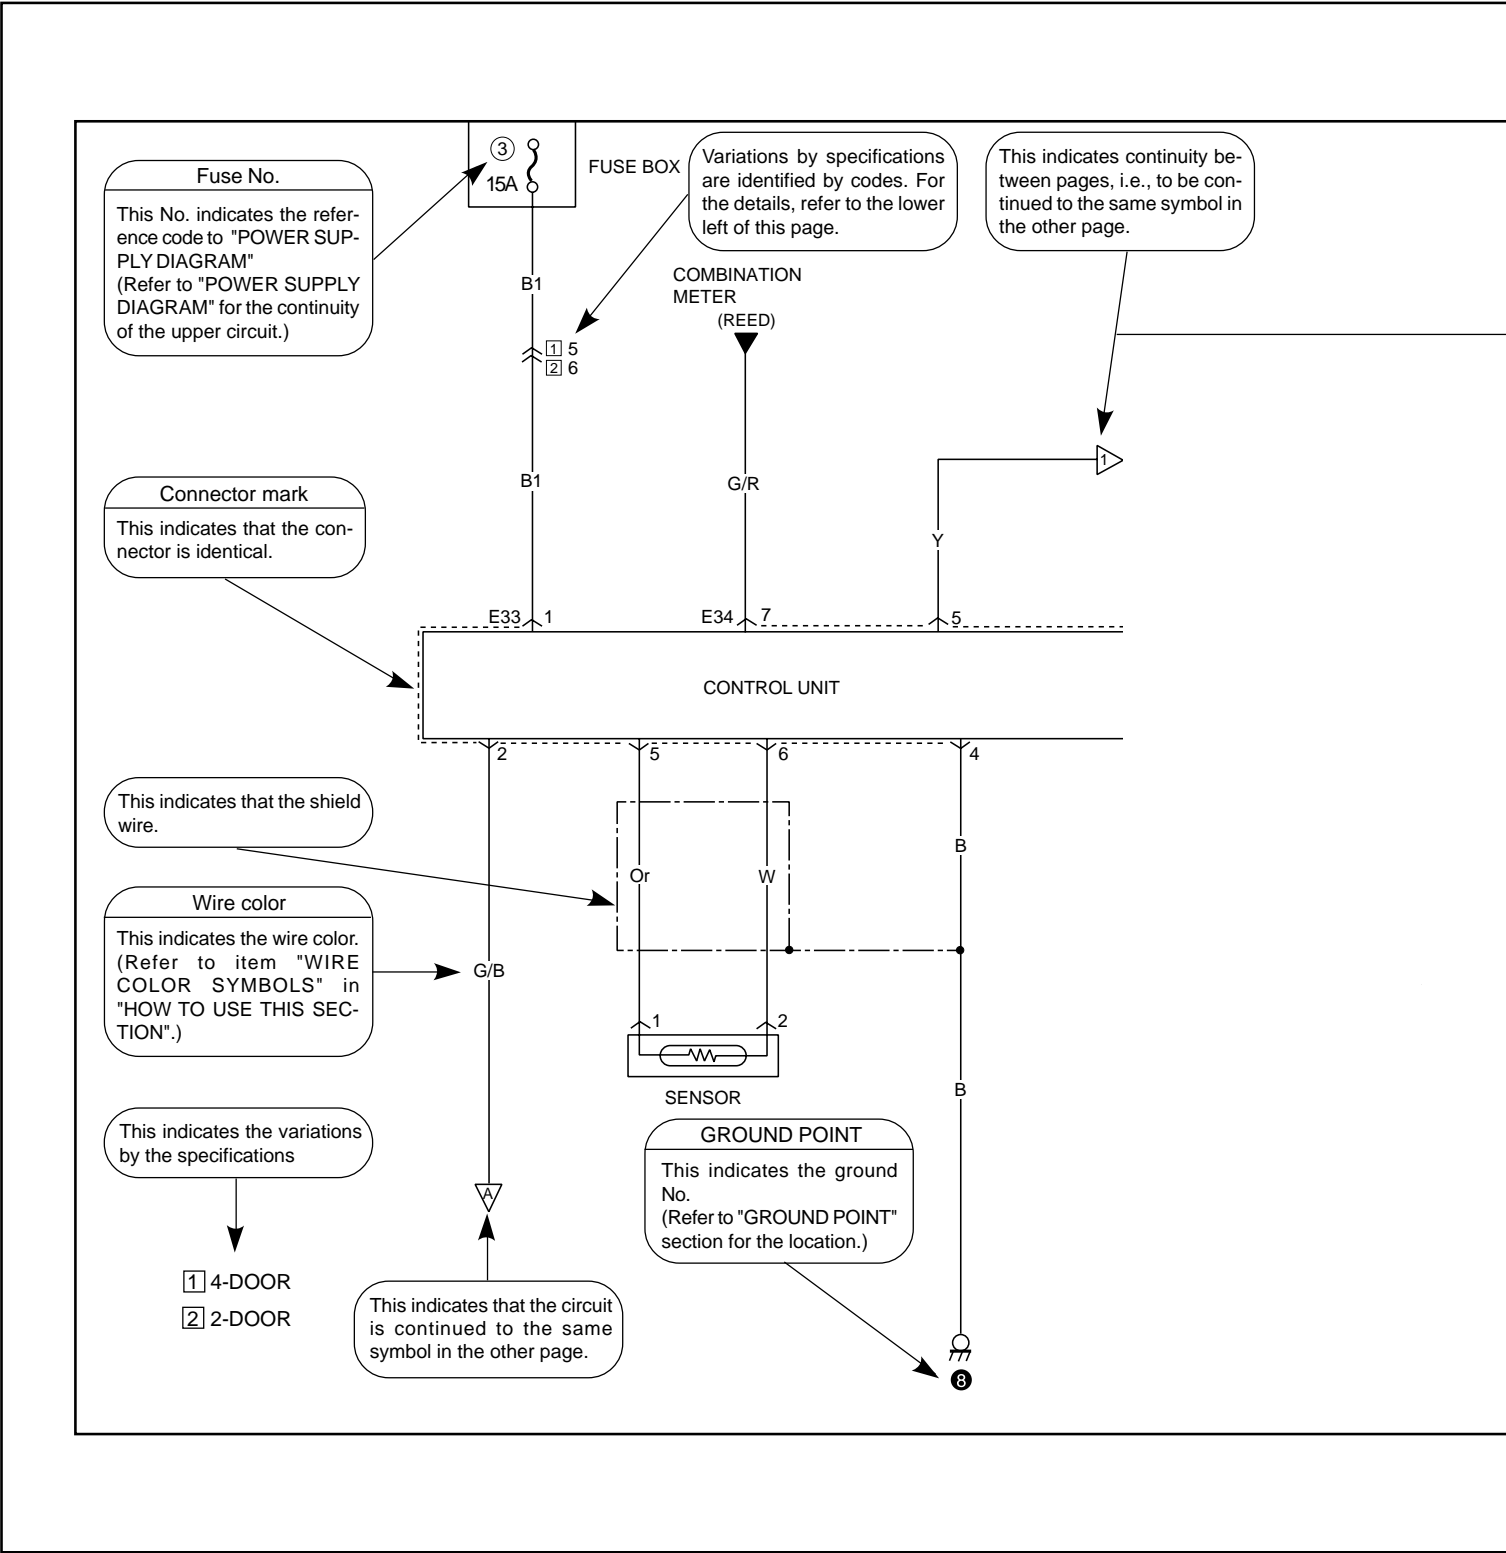 3
15A
FUSE BOX
Fuse No.
This No. indicates the refer-
ence code to "POWER SUP-
PLY DIAGRAM"
(Refer to "POWER SUPPLY
DIAGRAM" for the continuity
of the upper circuit.)
Variations by specifications
are identified by codes. For
the details, refer to the lower
left of this page.
This indicates continuity be-
tween pages, i.e., to be con-
tinued to the same symbol in
the other page.
B1
COMBINATION
METER
(REED)
1 5
2 6
1
B1
G/R
Y
Connector mark
This indicates that the con-
nector is identical.
E33 1
E34 7
5
CONTROL UNIT
2
5
6
4
This indicates that the shield
wire.
B
Or
W
Wire color
This indicates the wire color.
(Refer to item "WIRE
COLOR SYMBOLS" in
"HOW TO USE THIS SEC-
TION".)
G/B
1
2
SENSOR
B
This indicates the variations
by the specifications
GROUND POINT
This indicates the ground
No.
(Refer to "GROUND POINT"
section for the location.)
A
1 4-DOOR
2 2-DOOR
This indicates that the circuit
is continued to the same
symbol in the other page.
8